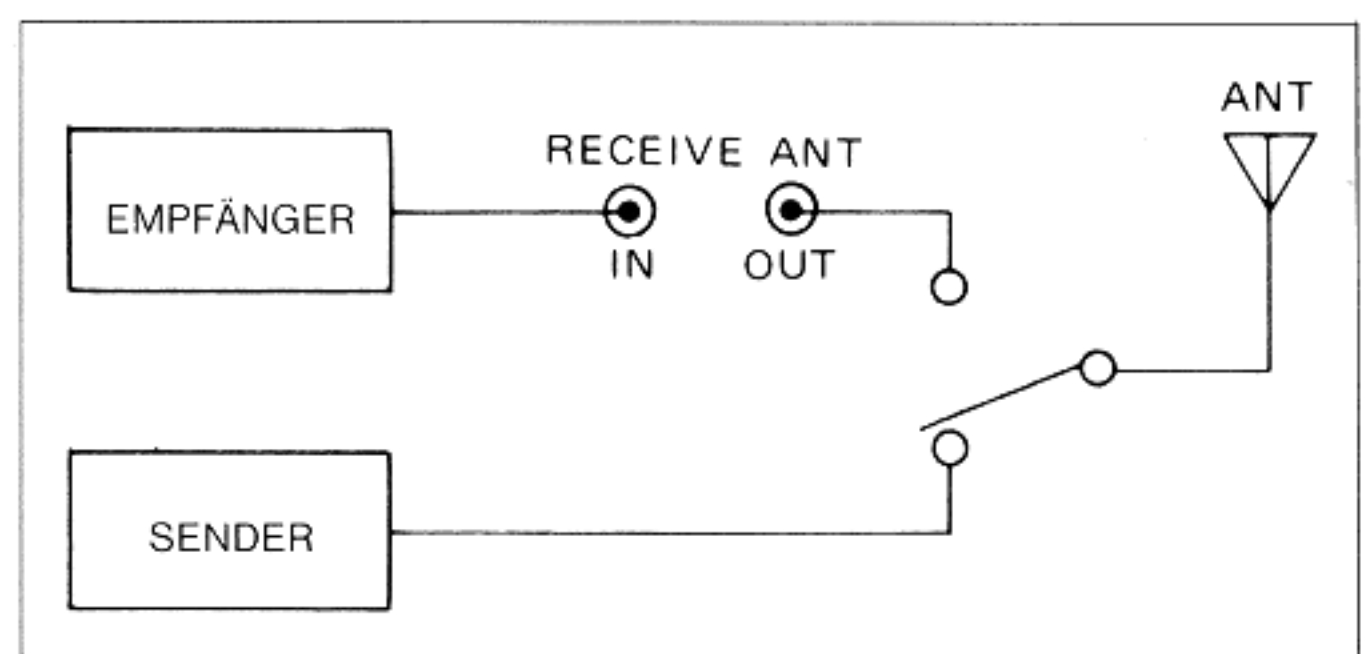 ANT
RECEIVE ANT
EMPFÄNGER
IN
OUT
SENDER